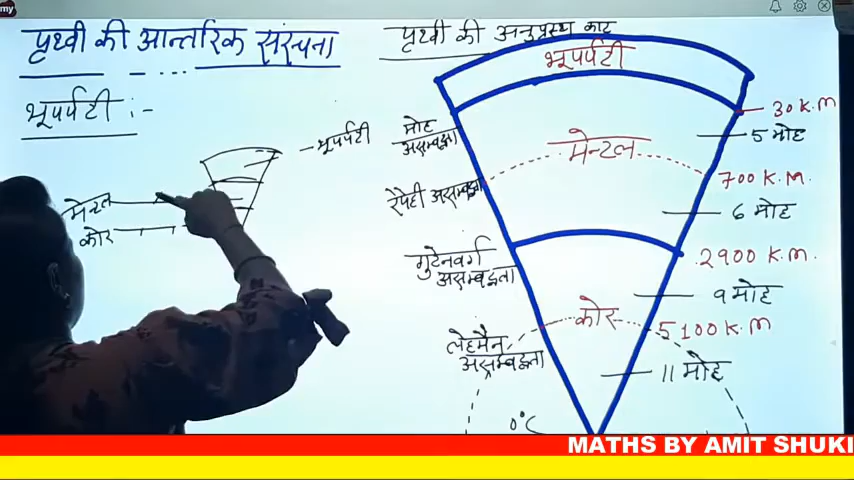 my
पृथ्वी की आन्तरिक संरचना
भूपर्पटी :-
भूपर्पटी
मेन्टल
कोर
पृथ्वी की अनुप्रस्थ काट
भूपर्पटी
30 K.M
मोह असम्बद्धता
5 मोह
मेन्टल
700 K.M.
रेपेटी असम्बद्धता
6 मोह
गुटेनवर्ग
असम्बद्धता
2900 K.M.
9 मोह
कोर
5100 K.M
लेहमैन
असम्बद्धता
11 मोह
0°C
MATHS BY AMIT SHUKl